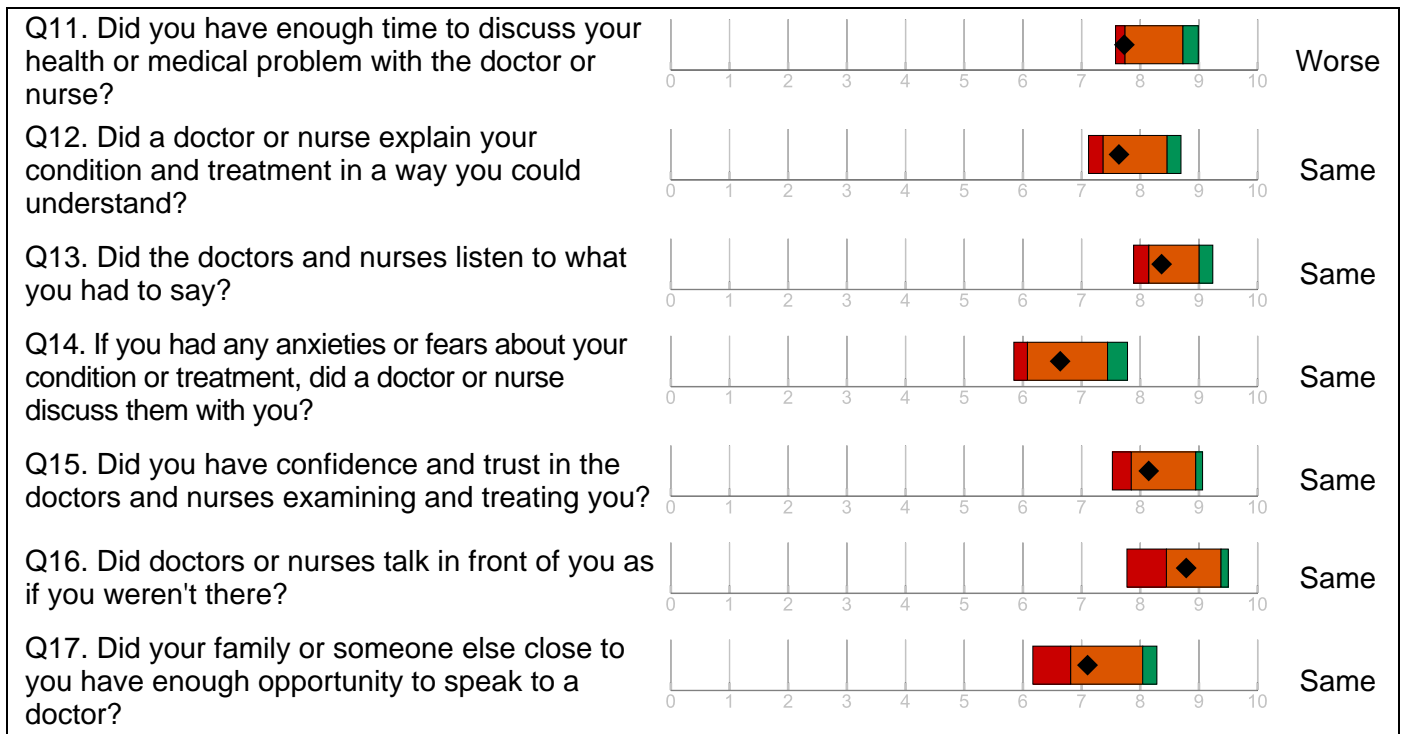 Q11. Did you have enough time to discuss your
health or medical problem with the doctor or
nurse?
0 1 2 3 4 5 6 7 8 9 10
Worse
Q12. Did a doctor or nurse explain your
condition and treatment in a way you could
understand?
0 1 2 3 4 5 6 7 8 9 10
Same
Q13. Did the doctors and nurses listen to what
you had to say?
0 1 2 3 4 5 6 7 8 9 10
Same
Q14. If you had any anxieties or fears about your
condition or treatment, did a doctor or nurse
discuss them with you?
0 1 2 3 4 5 6 7 8 9 10
Same
Q15. Did you have confidence and trust in the
doctors and nurses examining and treating you?
0 1 2 3 4 5 6 7 8 9 10
Same
Q16. Did doctors or nurses talk in front of you as
if you weren't there?
0 1 2 3 4 5 6 7 8 9 10
Same
Q17. Did your family or someone else close to
you have enough opportunity to speak to a
doctor?
0 1 2 3 4 5 6 7 8 9 10
Same